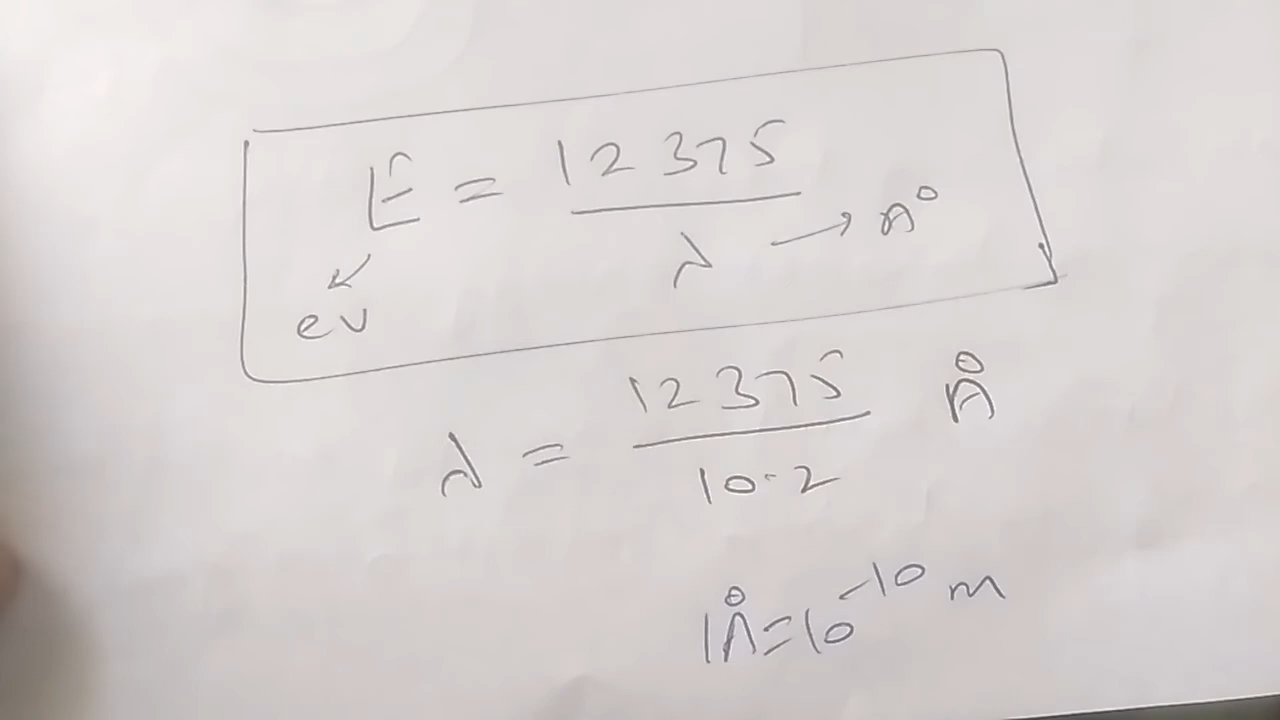 E = 12375 / λ → A°
ev
λ = 12375 / 10.2 Å
1Å = 10^-10 m